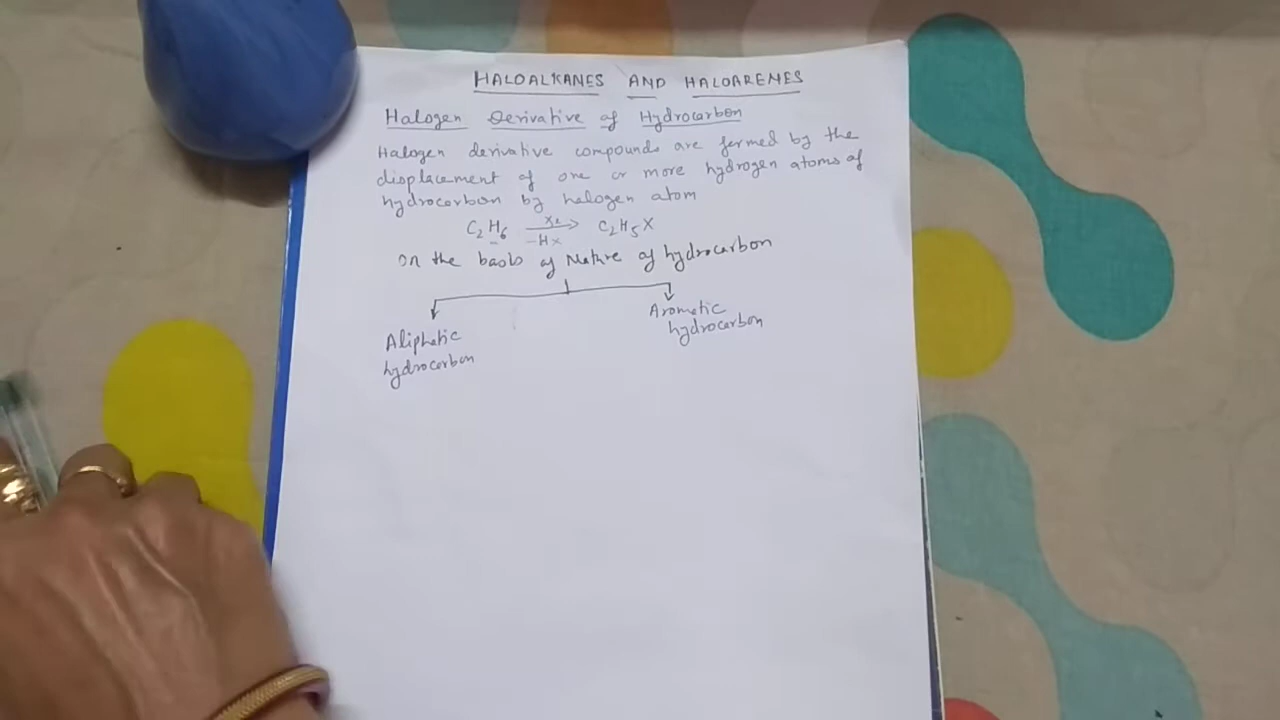 HALOALKANES AND HALOARENES
Halogen Derivative of Hydrocarbon
Halogen derivative compounds are formed by the
displacement of one or more hydrogen atoms of
hydrocarbon by halogen atom
C₂H₆ —X₂/–HX→ C₂H₅X
on the basis of Nature of hydrocarbon
Aliphatic
hydrocarbon
Aromatic
hydrocarbon